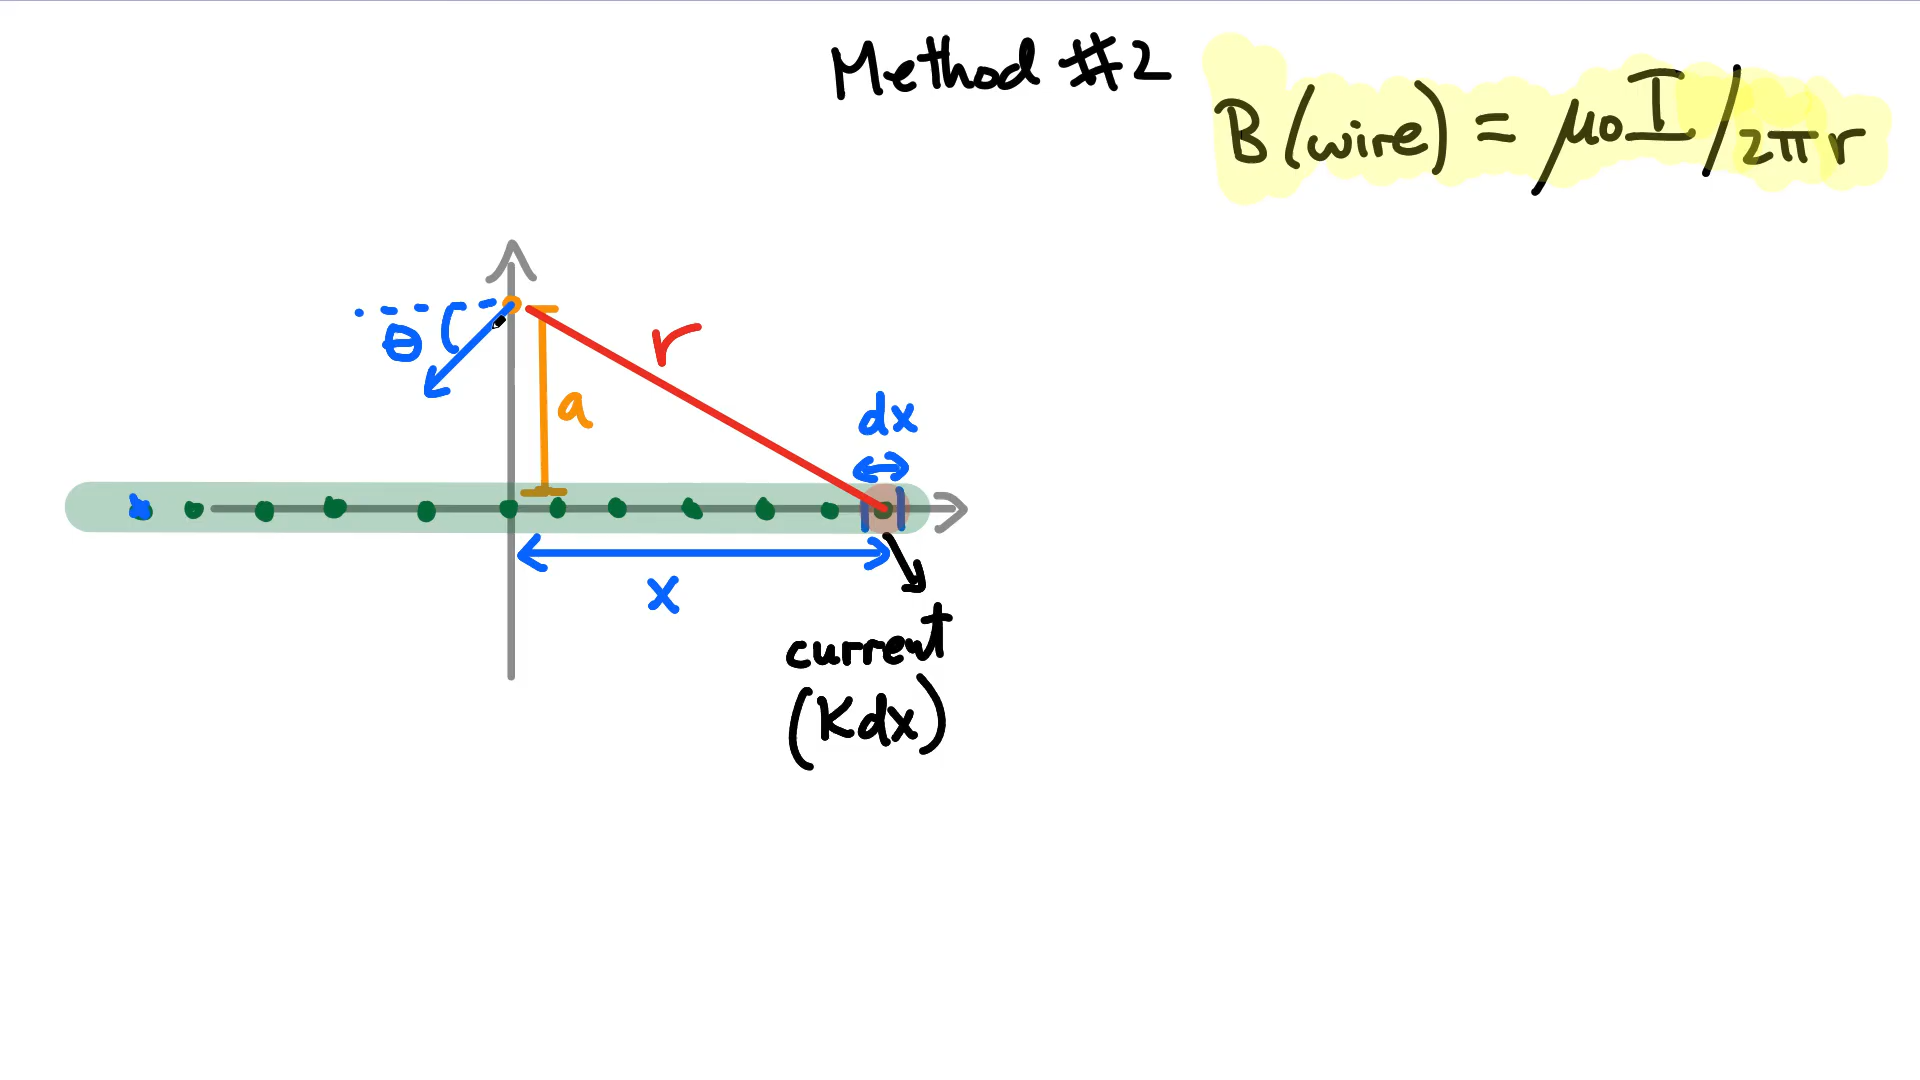 Method #2
B(wire) = μ0I/2πr
θ
r
a
dx
x
current
(Kdx)